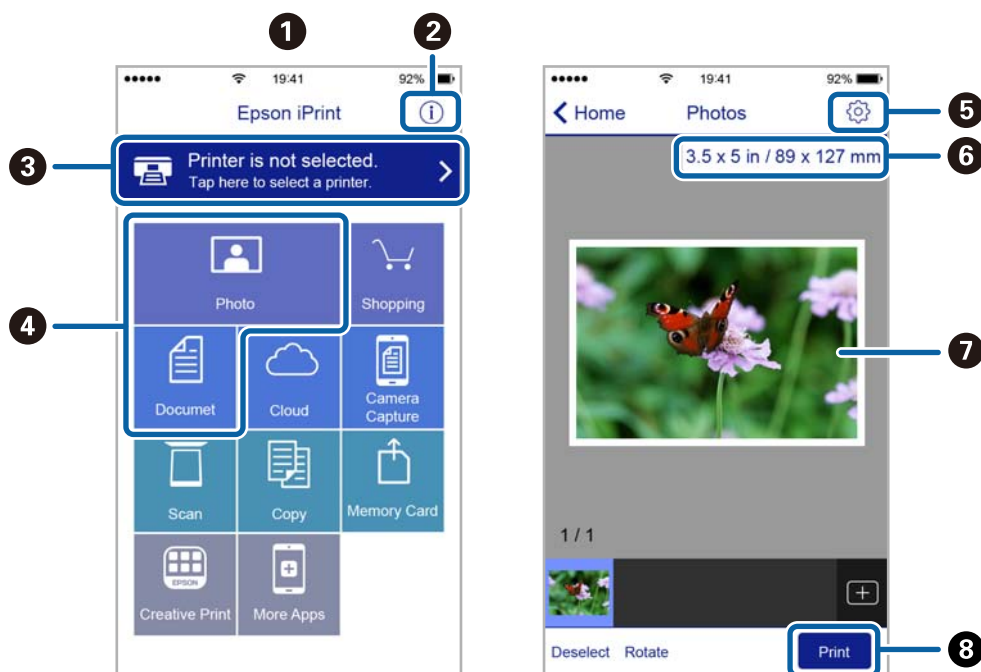 1 2
19:41 92%
Epson iPrint
3 Printer is not selected.
Tap here to select a printer.
4
Photo Shopping
Documet Cloud Camera
Capture
Scan Copy Memory Card
EPSON
Creative Print More Apps
19:41 92%
Home Photos 5
3.5 x 5 in / 89 x 127 mm 6
7
1 / 1
Deselect Rotate Print 8